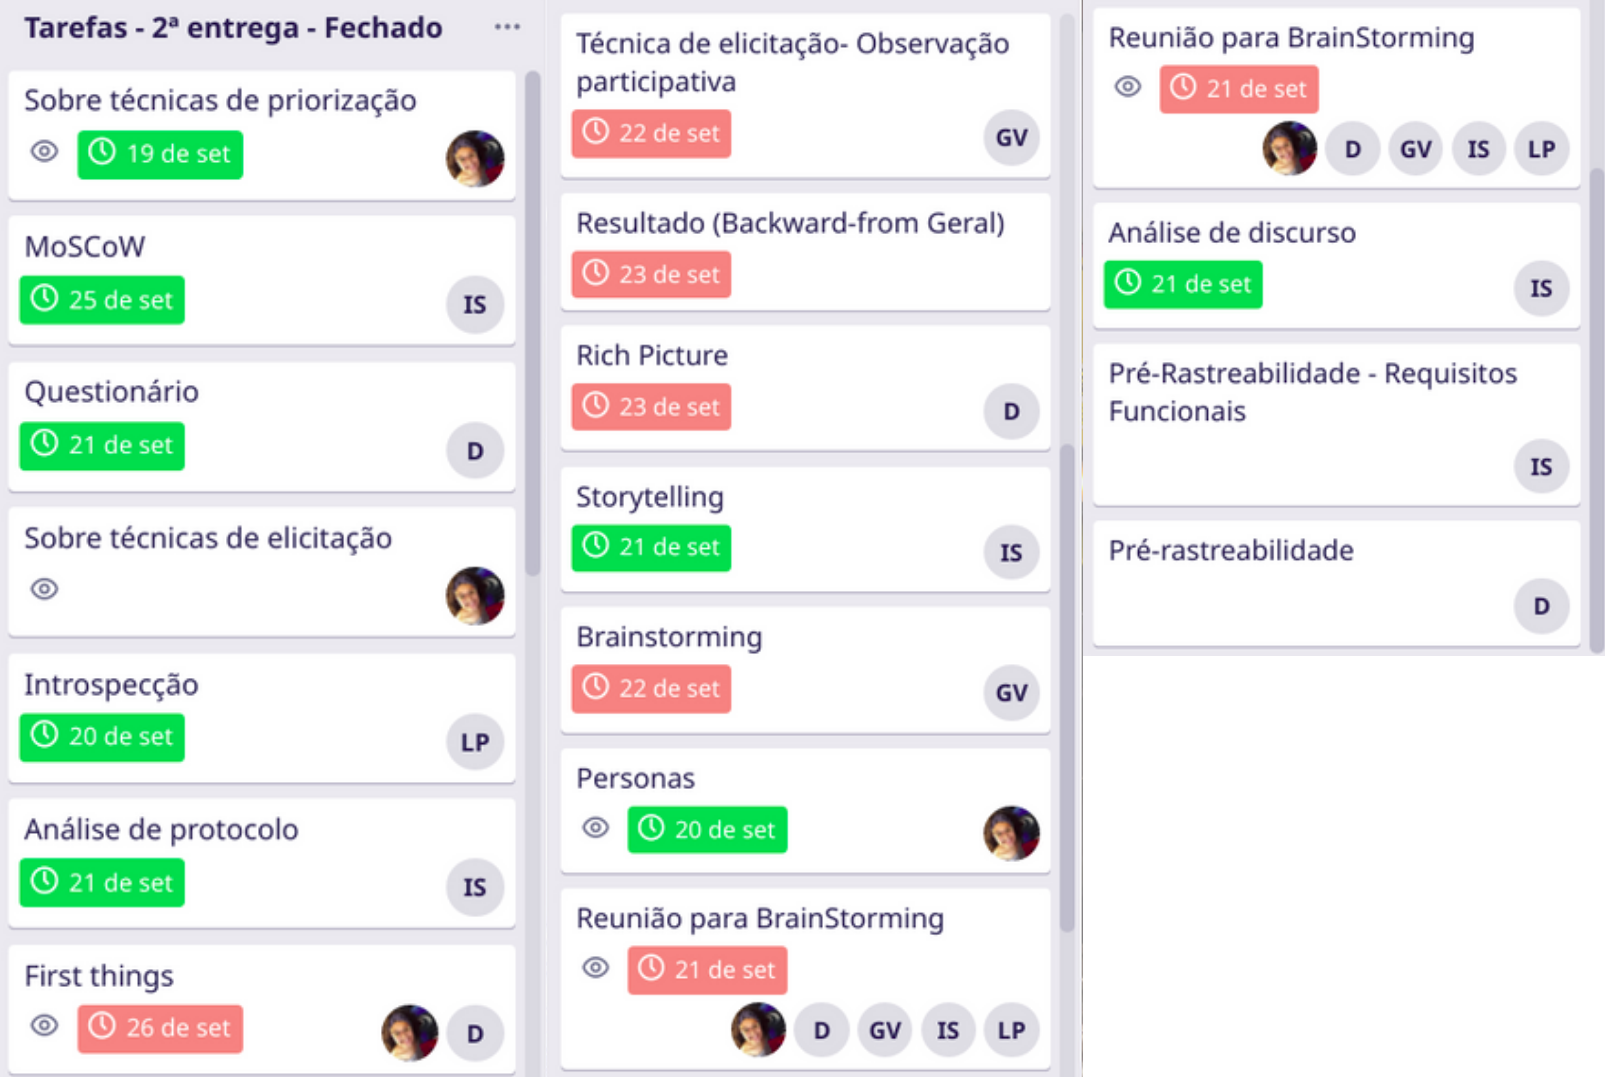 Tarefas - 2ª entrega - Fechado
Sobre técnicas de priorização
19 de set
MoSCoW
25 de set
IS
Questionário
21 de set
D
Sobre técnicas de elicitação
Introspecção
20 de set
LP
Análise de protocolo
21 de set
IS
First things
26 de set
D
Técnica de elicitação- Observação
participativa
22 de set
GV
Resultado (Backward-from Geral)
23 de set
Rich Picture
23 de set
D
Storytelling
21 de set
IS
Brainstorming
22 de set
GV
Personas
20 de set
Reunião para BrainStorming
21 de set
D GV IS LP
Reunião para BrainStorming
21 de set
D GV IS LP
Análise de discurso
21 de set
IS
Pré-Rastreabilidade - Requisitos
Funcionais
IS
Pré-rastreabilidade
D